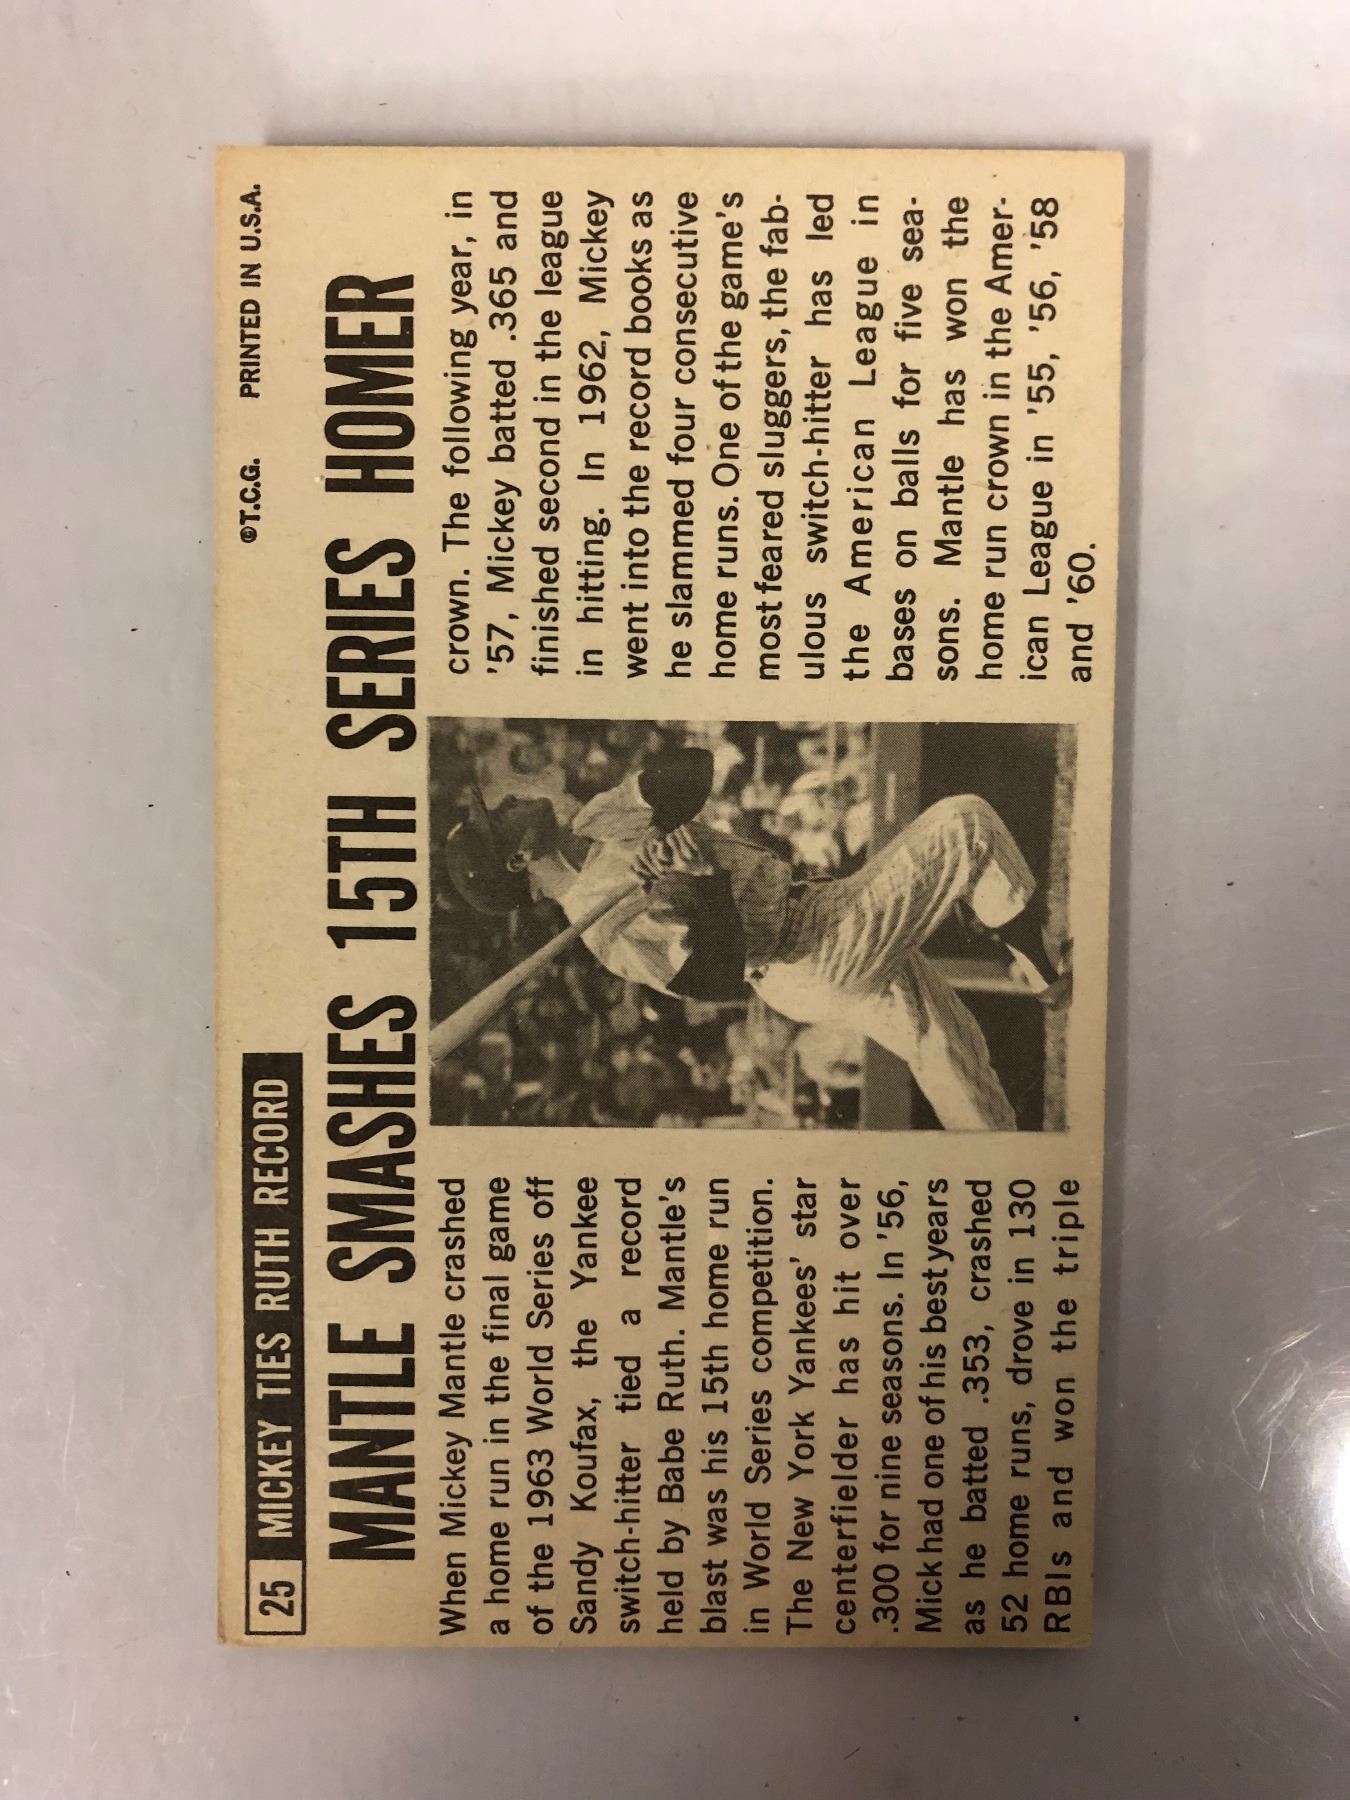 25 MICKEY TIES RUTH RECORD ©T.C.G. PRINTED IN U.S.A.
MANTLE SMASHES 15TH SERIES HOMER
When Mickey Mantle crashed
a home run in the final game
of the 1963 World Series off
Sandy Koufax, the Yankee
switch-hitter tied a record
held by Babe Ruth. Mantle's
blast was his 15th home run
in World Series competition.
The New York Yankees' star
centerfielder has hit over
.300 for nine seasons. In '56,
Mick had one of his best years
as he batted .353, crashed
52 home runs, drove in 130
RBIs and won the triple
crown. The following year, in
'57, Mickey batted .365 and
finished second in the league
in hitting. In 1962, Mickey
went into the record books as
he slammed four consecutive
home runs. One of the game's
most feared sluggers, the fab-
ulous switch-hitter has led
the American League in
bases on balls for five sea-
sons. Mantle has won the
home run crown in the Amer-
ican League in '55, '56, '58
and '60.